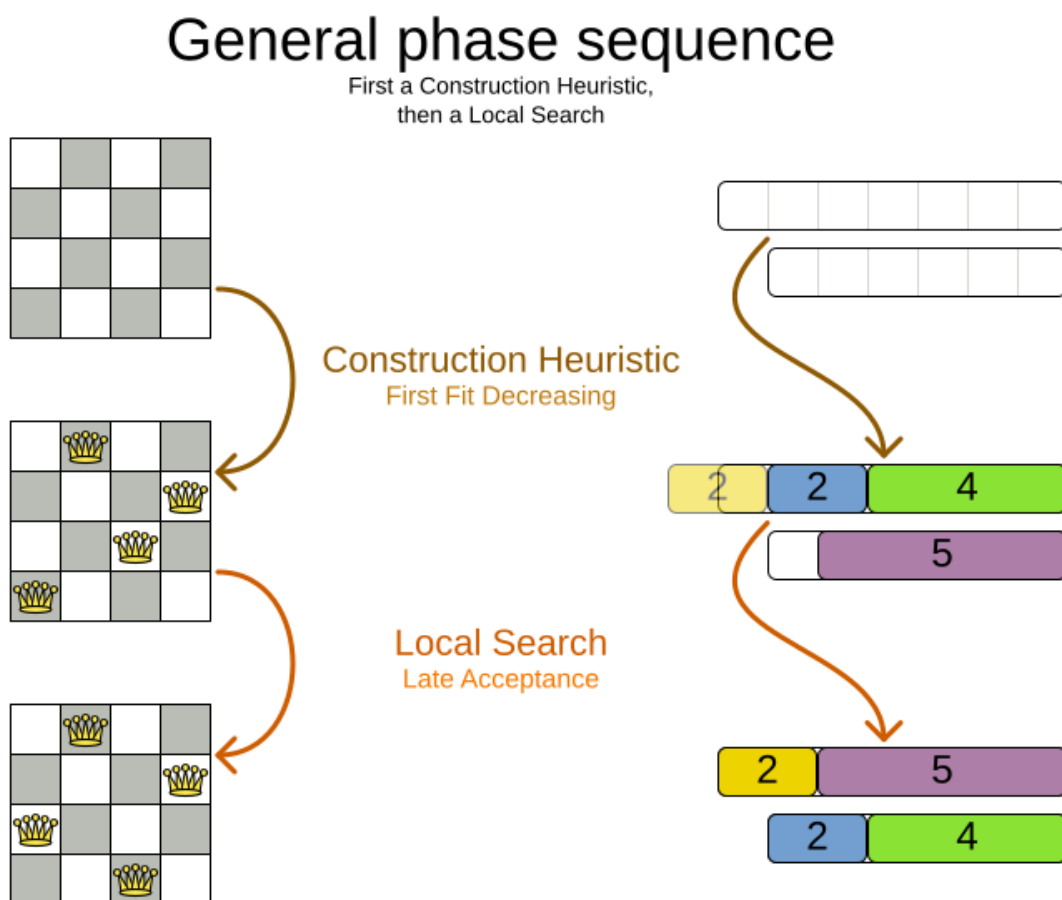 General phase sequence
First a Construction Heuristic,
then a Local Search
Construction Heuristic
First Fit Decreasing
2 2 4
5
Local Search
Late Acceptance
2 5
2 4